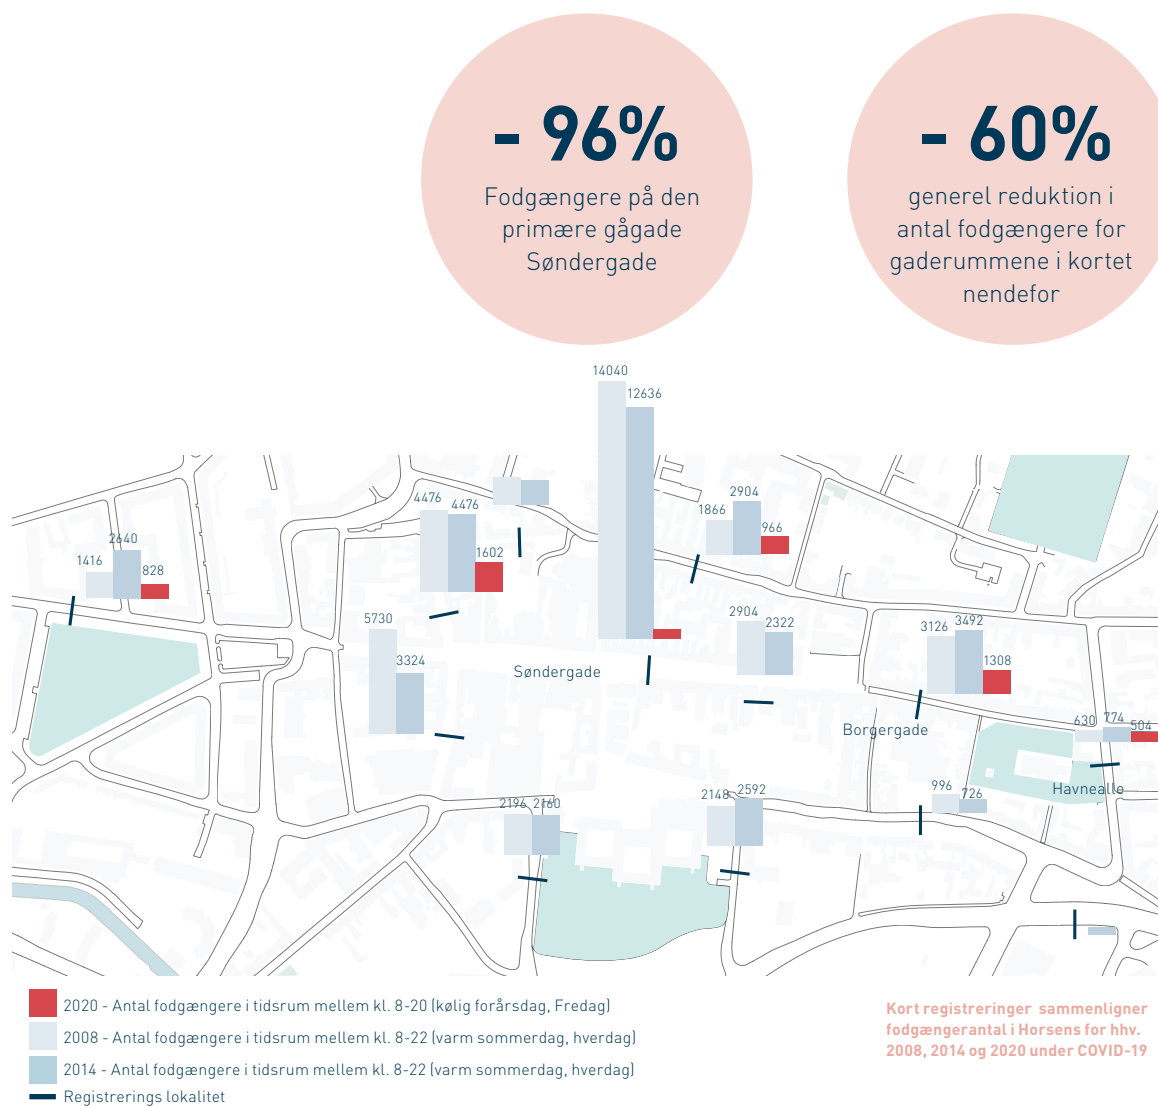 - 96%
Fodgængere på den
primære gågade
Søndergade
- 60%
generel reduktion i
antal fodgængere for
gaderummene i kortet
nendefor
14040
12636
4476
4476
1602
1866
2904
966
1416
2640
828
5730
3324
2904
2322
3126
3492
1308
Søndergade
Borgergade
630
774
504
Havnealle
996
726
2196
2160
2148
2592
2020 - Antal fodgængere i tidsrum mellem kl. 8-20 (kølig forårsdag, Fredag)
2008 - Antal fodgængere i tidsrum mellem kl. 8-22 (varm sommerdag, hverdag)
2014 - Antal fodgængere i tidsrum mellem kl. 8-22 (varm sommerdag, hverdag)
Registrerings lokalitet
Kort registreringer sammenligner
fodgængerantal i Horsens for hhv.
2008, 2014 og 2020 under COVID-19